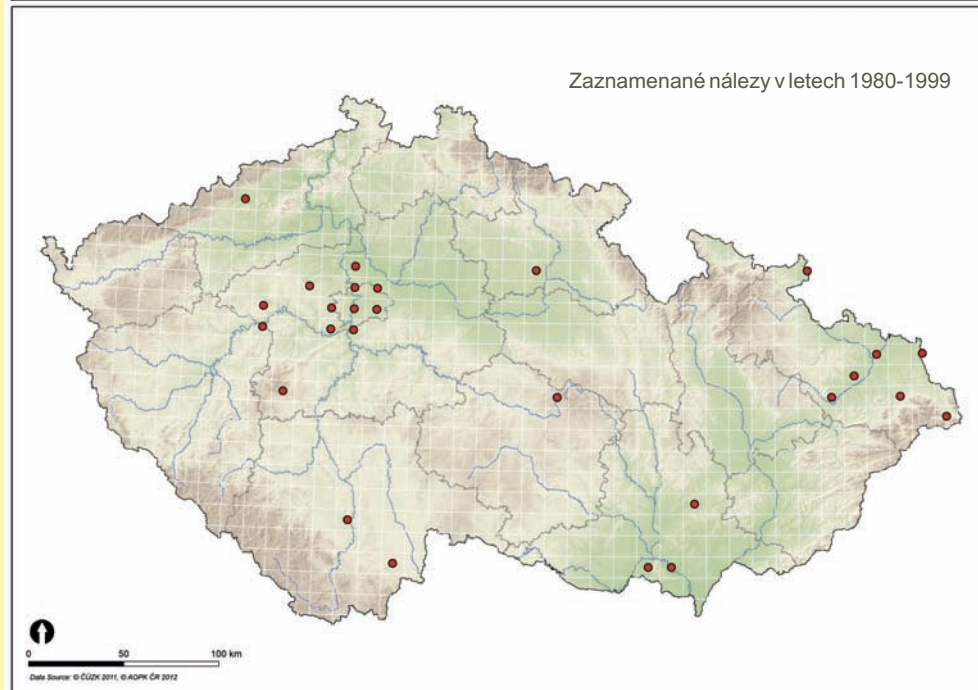 Zaznamenané nálezy v letech 1980-1999
0 50 100 km
Data Source: © ČÚZK 2011, © AOPK ČR 2012